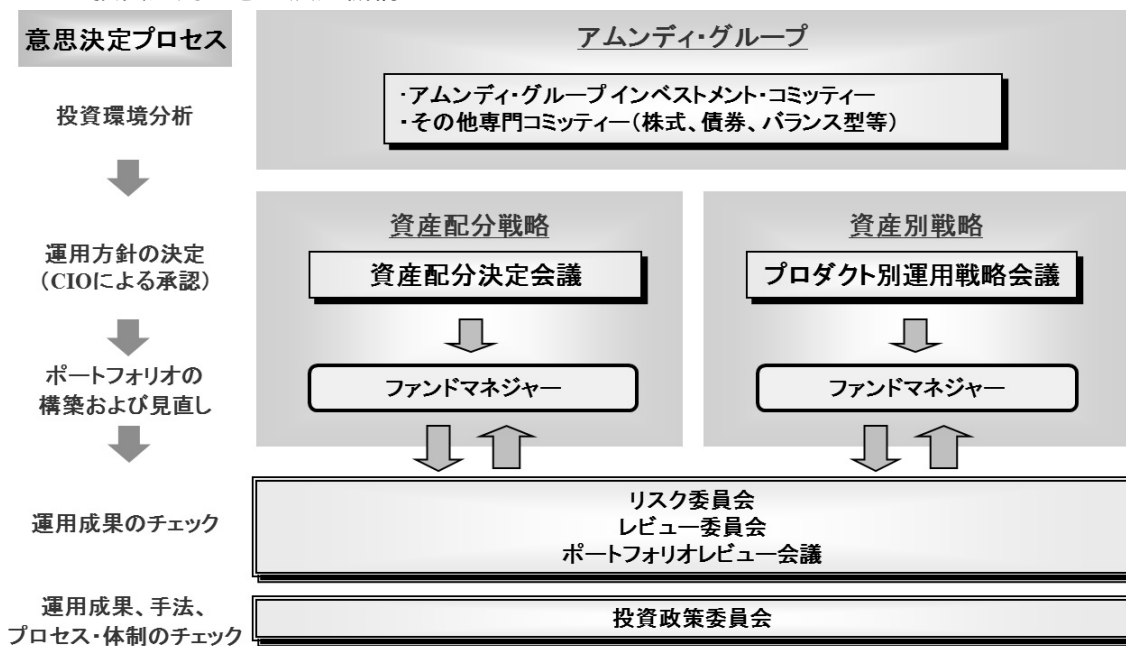 意思決定プロセス
アムンディ・グループ
・アムンディ・グループ インベストメント・コミッティー
・その他専門コミッティー(株式、債券、バランス型等)
投資環境分析
資産配分戦略
資産別戦略
運用方針の決定
(CIOによる承認)
資産配分決定会議
プロダクト別運用戦略会議
ポートフォリオの
構築および見直し
ファンドマネジャー
ファンドマネジャー
運用成果のチェック
リスク委員会
レビュー委員会
ポートフォリオレビュー会議
運用成果、手法、
プロセス・体制のチェック
投資政策委員会